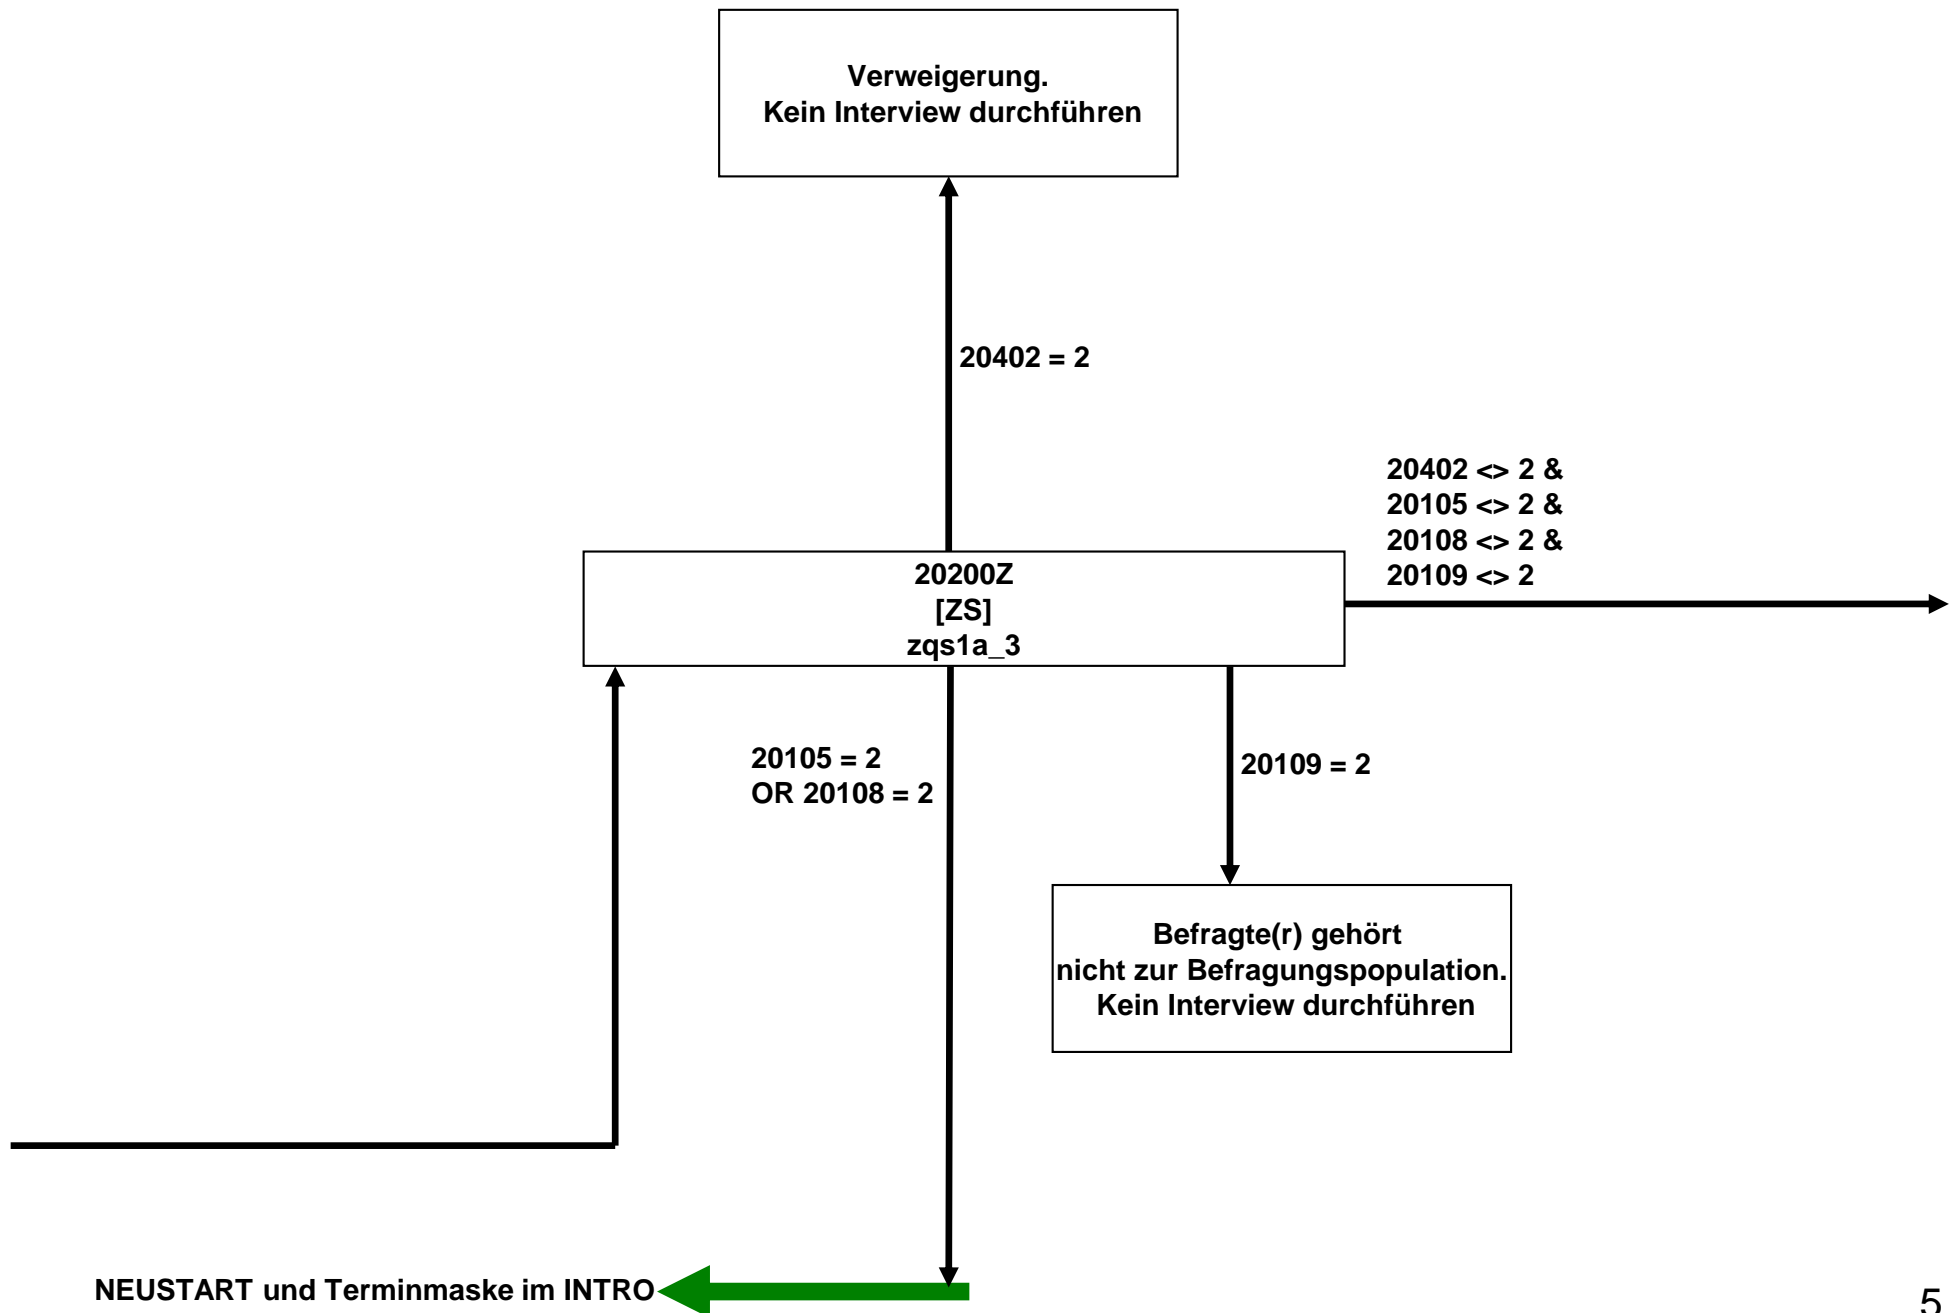 Verweigerung.
Kein Interview durchführen
20402 = 2
20402 <> 2 &
20105 <> 2 &
20108 <> 2 &
20109 <> 2
20200Z
[ZS]
zqs1a_3
20105 = 2
OR 20108 = 2
20109 = 2
Befragte(r) gehört
nicht zur Befragungspopulation.
Kein Interview durchführen
NEUSTART und Terminmaske im INTRO
5